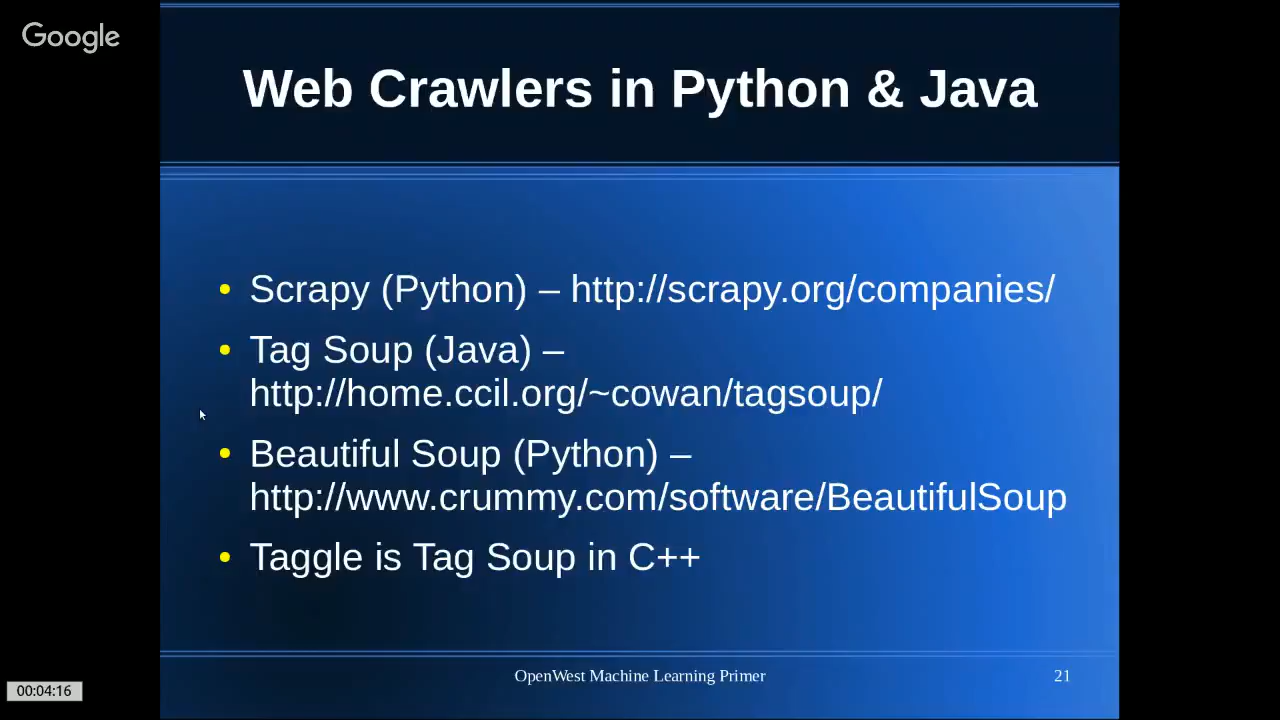 Google
Web Crawlers in Python & Java
• Scrapy (Python) – http://scrapy.org/companies/
• Tag Soup (Java) –
http://home.ccil.org/~cowan/tagsoup/
• Beautiful Soup (Python) –
http://www.crummy.com/software/BeautifulSoup
• Taggle is Tag Soup in C++
OpenWest Machine Learning Primer 21
00:04:16